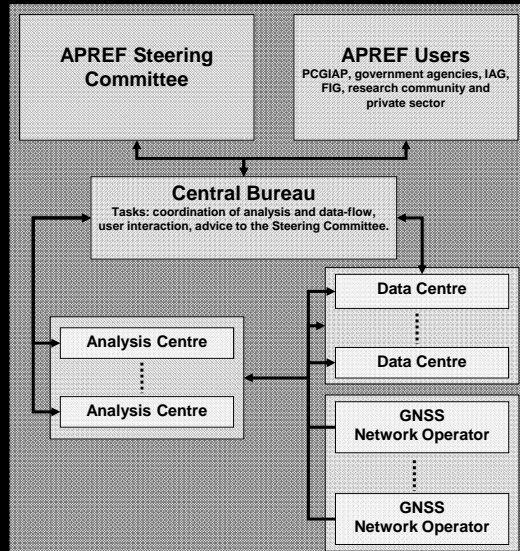 APREF Steering
Committee
APREF Users
PCGIAP, government agencies, IAG,
FIG, research community and
private sector
Central Bureau
Tasks: coordination of analysis and data-flow,
user interaction, advice to the Steering Committee.
Data Centre
Data Centre
Analysis Centre
Analysis Centre
GNSS
Network Operator
GNSS
Network Operator